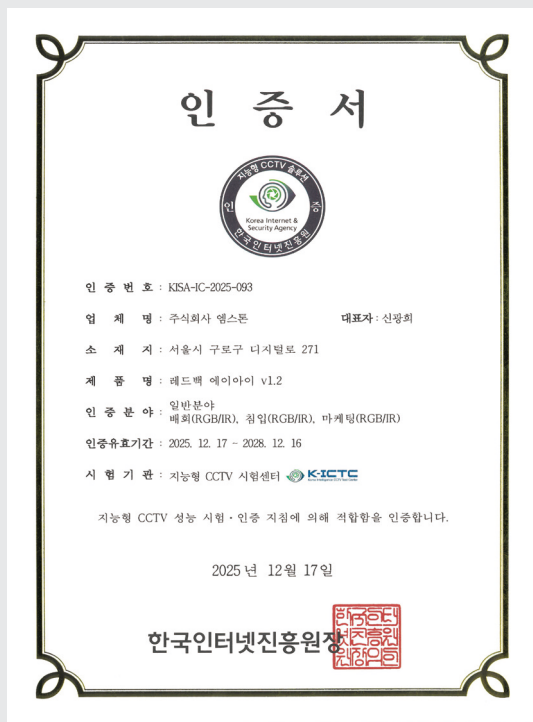 인 증 서
지능형 CCTV 솔루션
인 증
Korea Internet &
Security Agency
한국인터넷진흥원
인 증 번 호 : KISA-IC-2025-093
업 체 명 : 주식회사 엠스톤 대표자 : 신광희
소 재 지 : 서울시 구로구 디지털로 271
제 품 명 : 레드백 에이아이 v1.2
인 증 분 야 : 일반분야
배회(RGB/IR), 침입(RGB/IR), 마케팅(RGB/IR)
인증유효기간 : 2025. 12. 17 ~ 2028. 12. 16
시 험 기 관 : 지능형 CCTV 시험센터 K-ICTC
지능형 CCTV 성능 시험·인증 지침에 의해 적합함을 인증합니다.
2025년 12월 17일
한국인터넷진흥원장